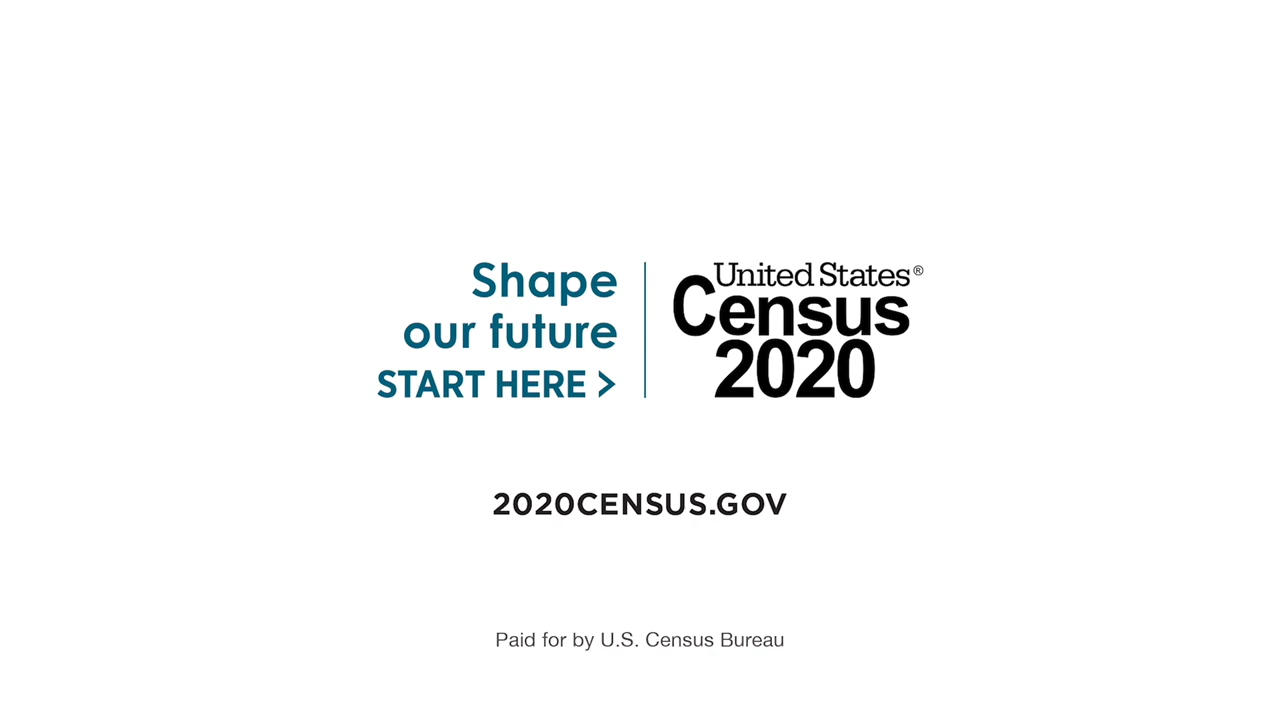 Shape
our future
START HERE >
United States®
Census
2020
2020CENSUS.GOV
Paid for by U.S. Census Bureau